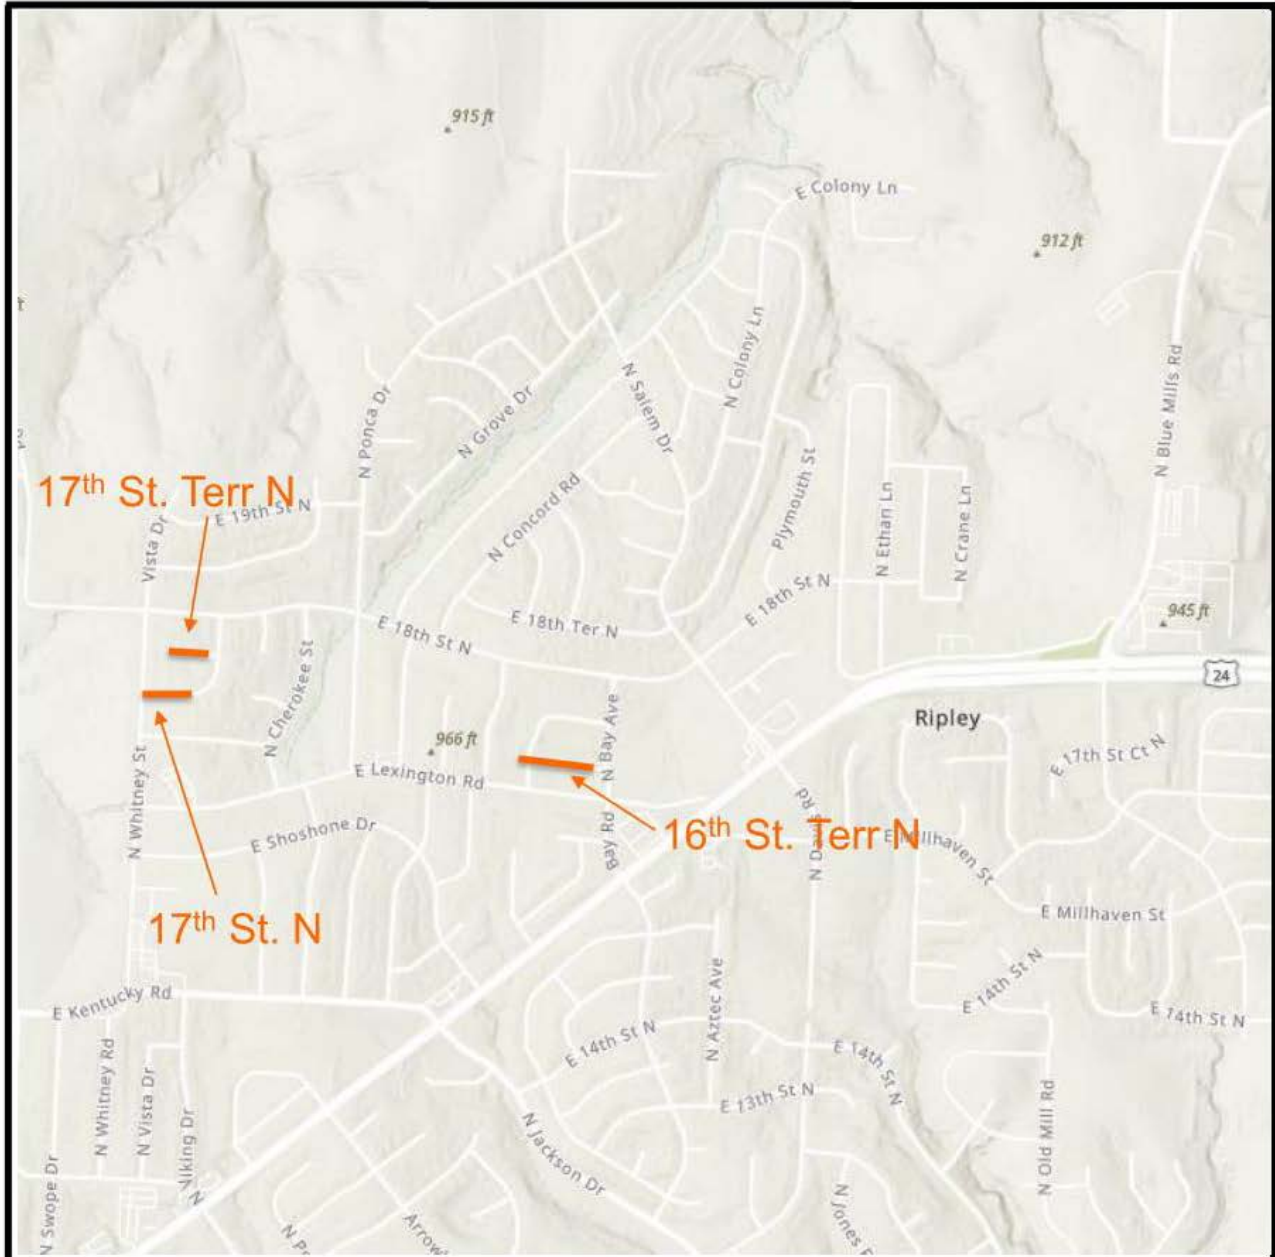 915 ft
E Colony Ln
912 ft
N Colony Ln
N Salem Dr
N Blue Mills Rd
N Ponca Dr
N Grove Dr
17th St. Terr N
E 19th St N
Vista Dr
N Concord Rd
Plymouth St
N Ethan Ln
N Crane Ln
E 18th St N
945 ft
E 18th Ter N
E 18th St N
N Cherokee St
24
Ripley
N Bay Ave
966 ft
E 17th St Ct N
E Lexington Rd
N Whitney St
E Shoshone Dr
Bay Rd
16th St. Terr N
E Millhaven St
17th St. N
E Millhaven St
E Kentucky Rd
E 14th St N
E 14th St N
E 14th St N
N Aztec Ave
E 14th St N
N Whitney Rd
N Vista Dr
E 13th St N
Viking Dr
N Jackson Dr
N Old Mill Rd
N Swope Dr
N